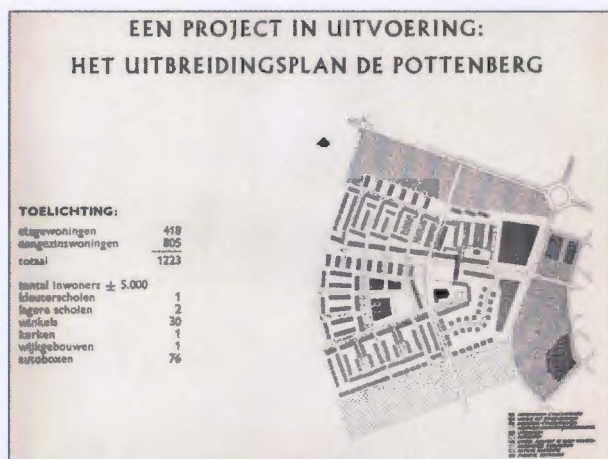 EEN PROJECT IN UITVOERING:
HET UITBREIDINGSPLAN DE POTTENBERG
TOELICHTING:
etagewoningen 418
eengezinswoningen 805
totaal 1223
aantal inwoners ± 5.000
kleuterscholen 1
lagere scholen 2
winkels 30
kerken 1
wijkgebouwen 1
autoboxen 76